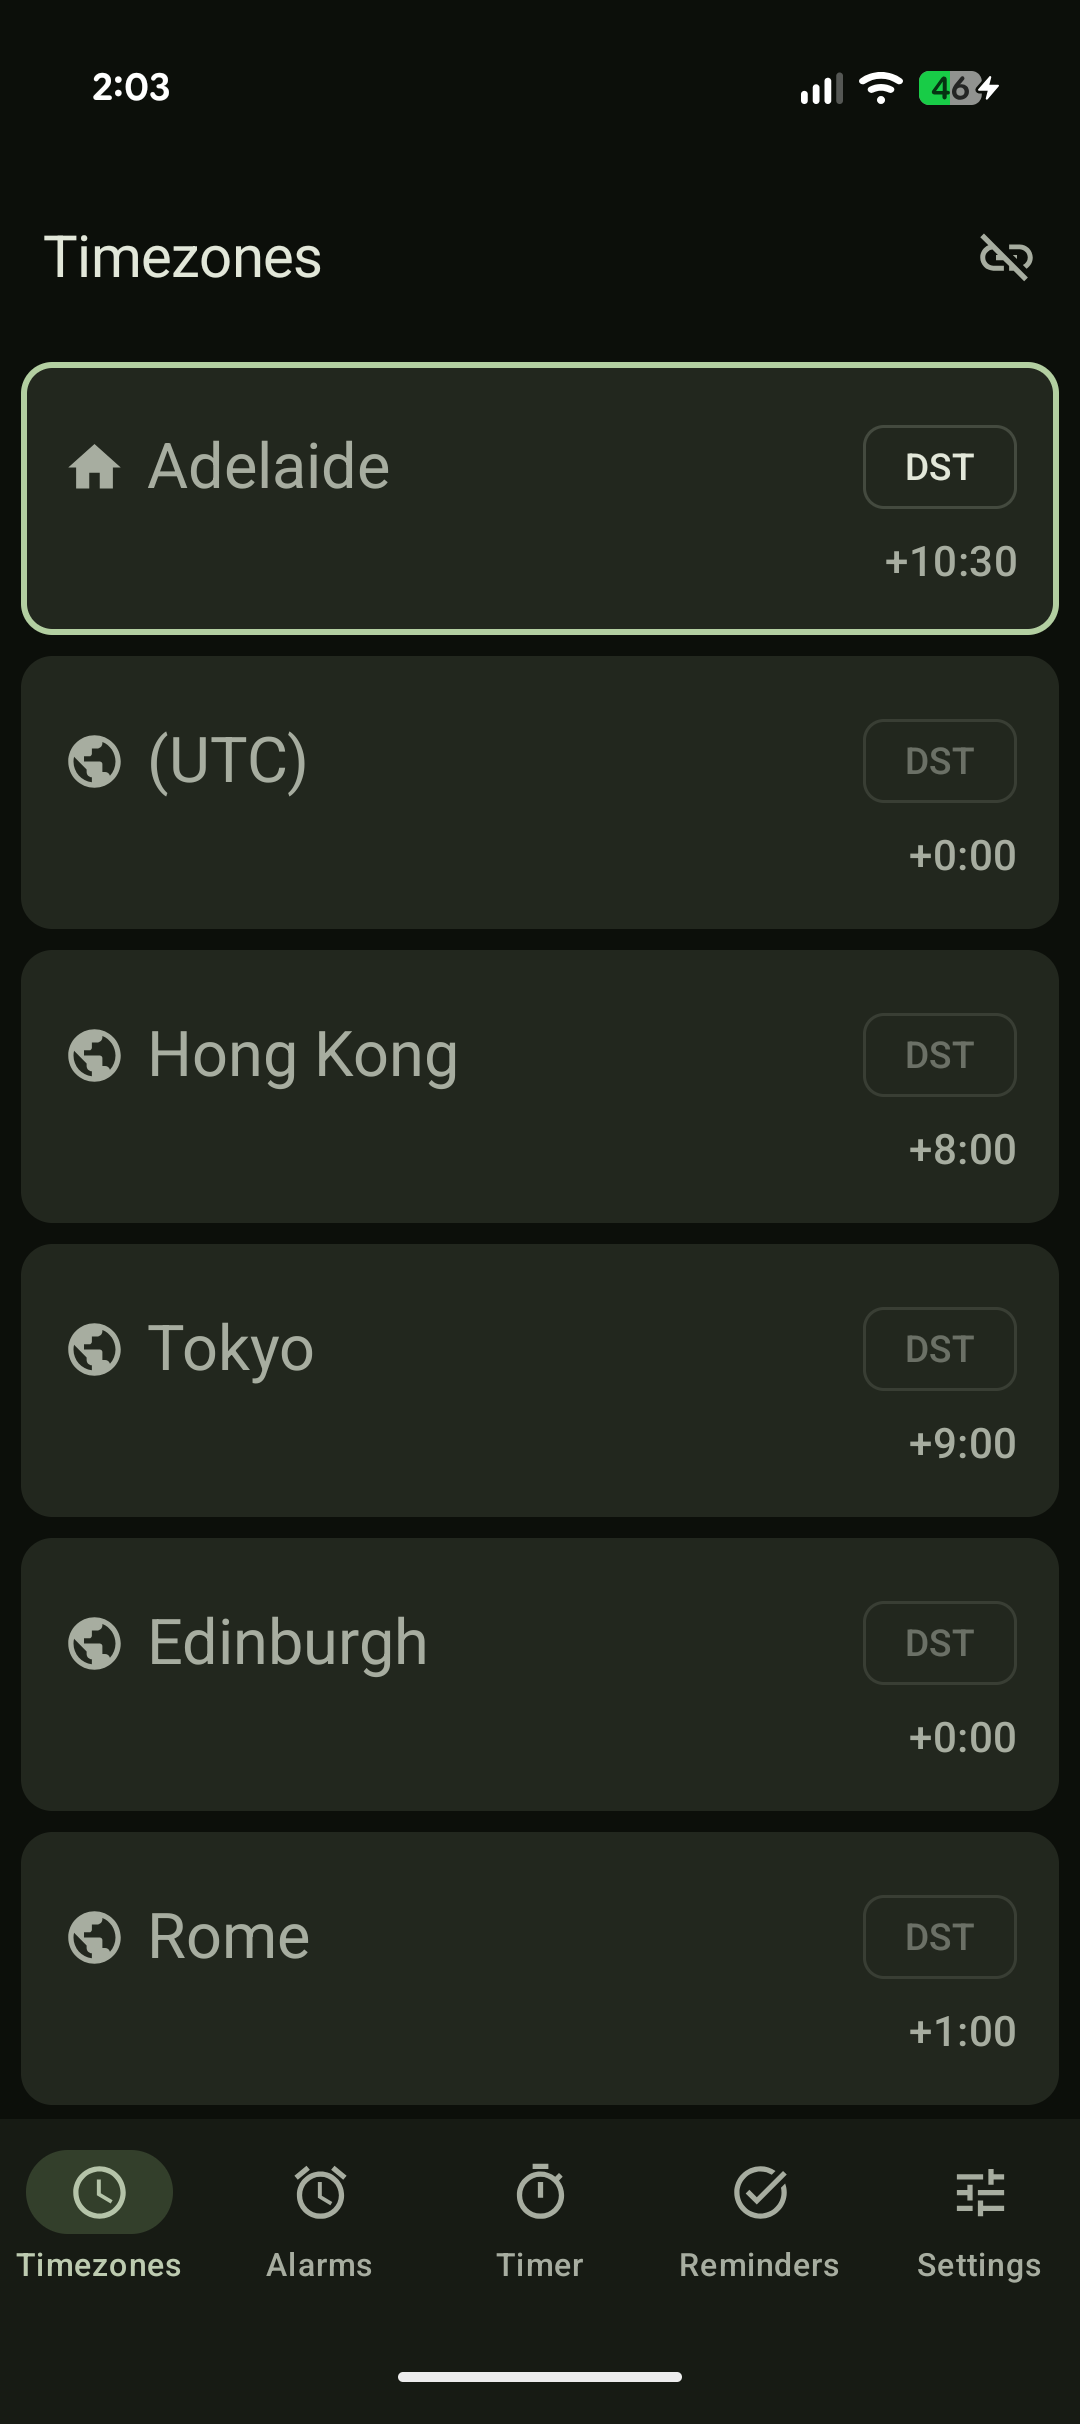 2:03
46
Timezones
Adelaide
DST
+10:30
(UTC)
DST
+0:00
Hong Kong
DST
+8:00
Tokyo
DST
+9:00
Edinburgh
DST
+0:00
Rome
DST
+1:00
Timezones
Alarms
Timer
Reminders
Settings